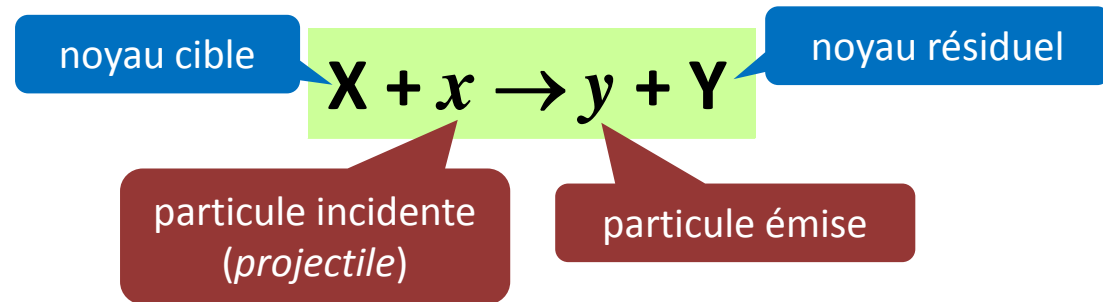 noyau cible
noyau résiduel
X + x → y + Y
particule incidente
(projectile)
particule émise